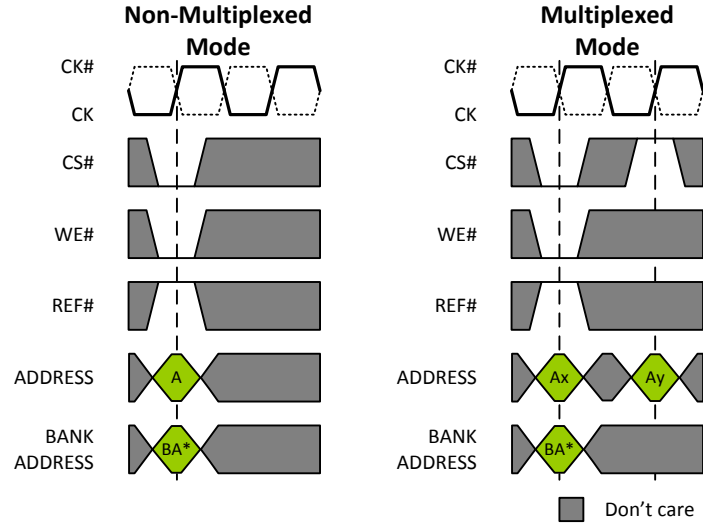 Non-Multiplexed
Mode
CK#
CK
CS#
WE#
REF#
ADDRESS
A
BANK
ADDRESS
BA*
Multiplexed
Mode
CK#
CK
CS#
WE#
REF#
ADDRESS
Ax
Ay
BANK
ADDRESS
BA*
Don't care